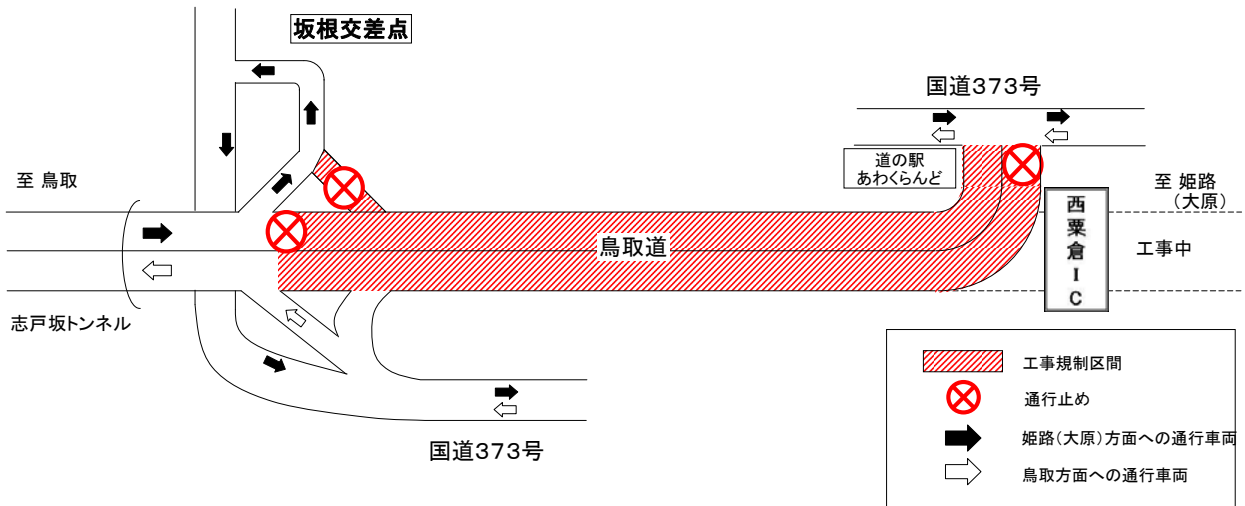 坂根交差点
国道373号
道の駅
あわくらんど
至 鳥取
至 姫路
(大原)
西粟倉IC
鳥取道
工事中
志戸坂トンネル
工事規制区間
通行止め
国道373号
姫路(大原)方面への通行車両
鳥取方面への通行車両